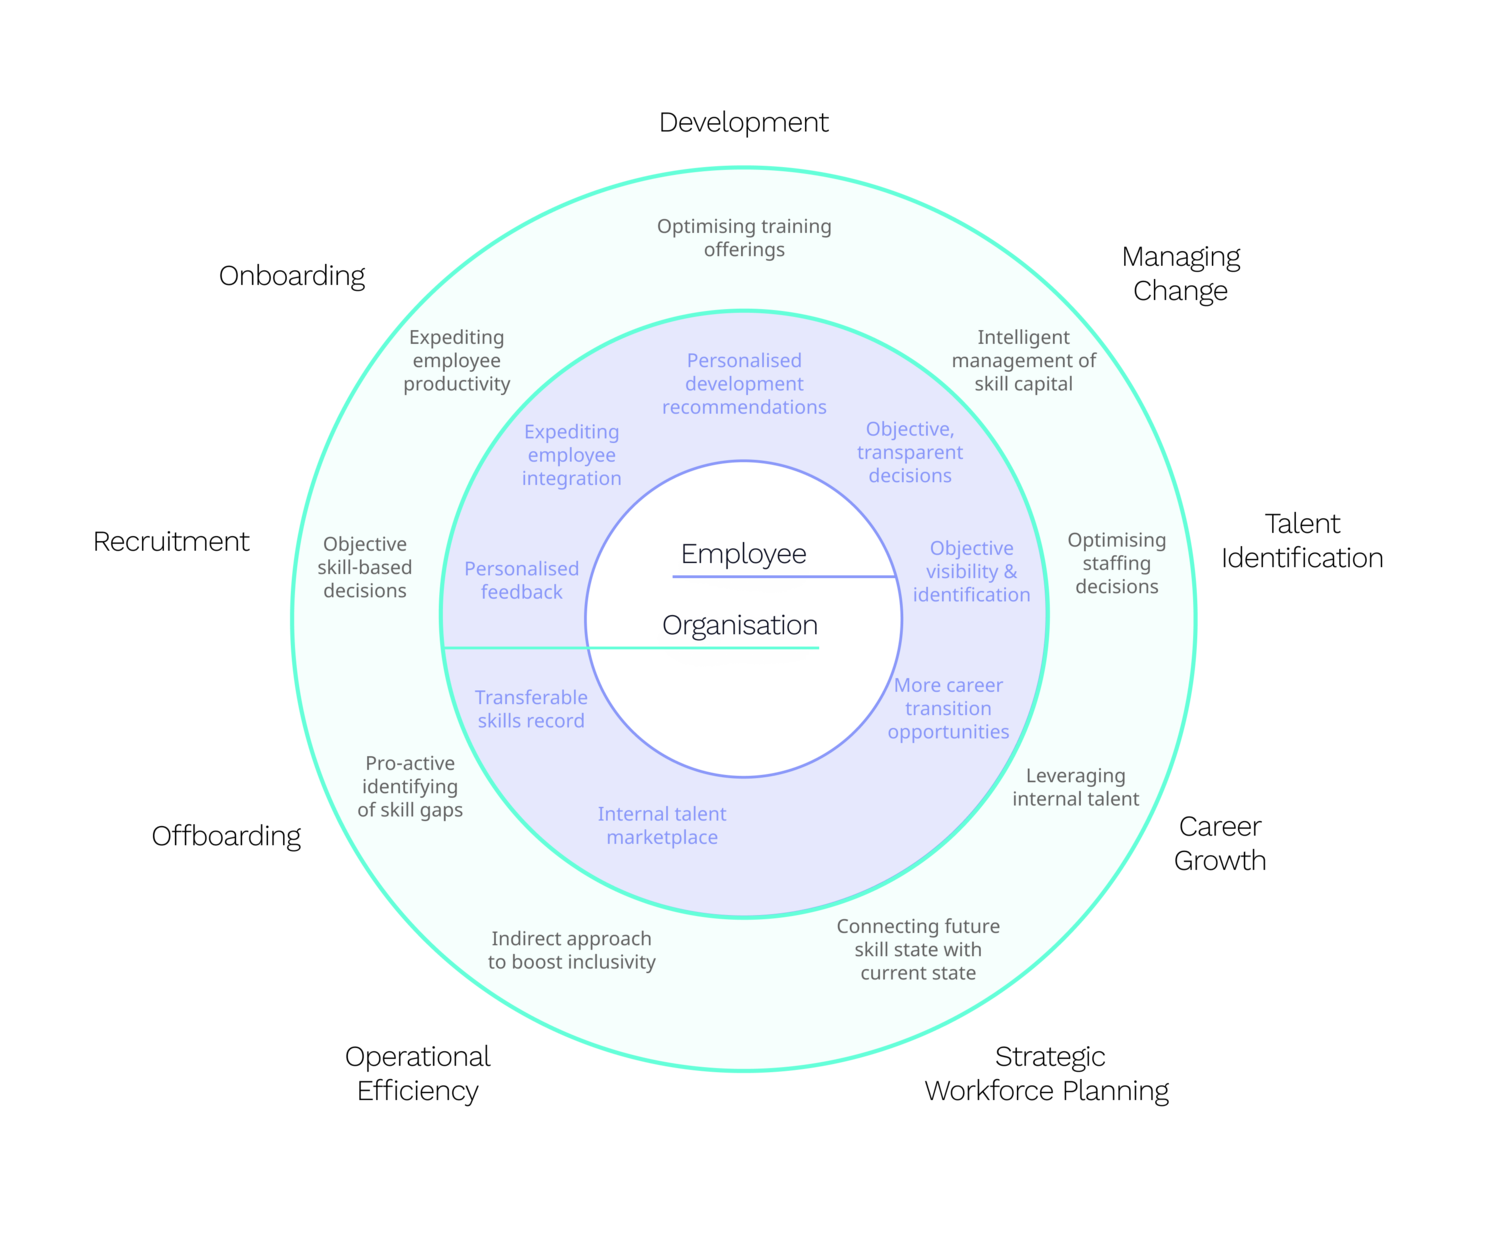 Development
Optimising training
offerings
Onboarding
Managing
Change
Expediting
employee
productivity
Intelligent
management of
skill capital
Personalised
development
recommendations
Expediting
employee
integration
Objective,
transparent
decisions
Recruitment
Objective
skill-based
decisions
Personalised
feedback
Employee
Organisation
Objective
visibility &
identification
Optimising
staffing
decisions
Talent
Identification
Transferable
skills record
More career
transition
opportunities
Pro-active
identifying
of skill gaps
Leveraging
internal talent
Offboarding
Internal talent
marketplace
Career
Growth
Indirect approach
to boost inclusivity
Connecting future
skill state with
current state
Operational
Efficiency
Strategic
Workforce Planning